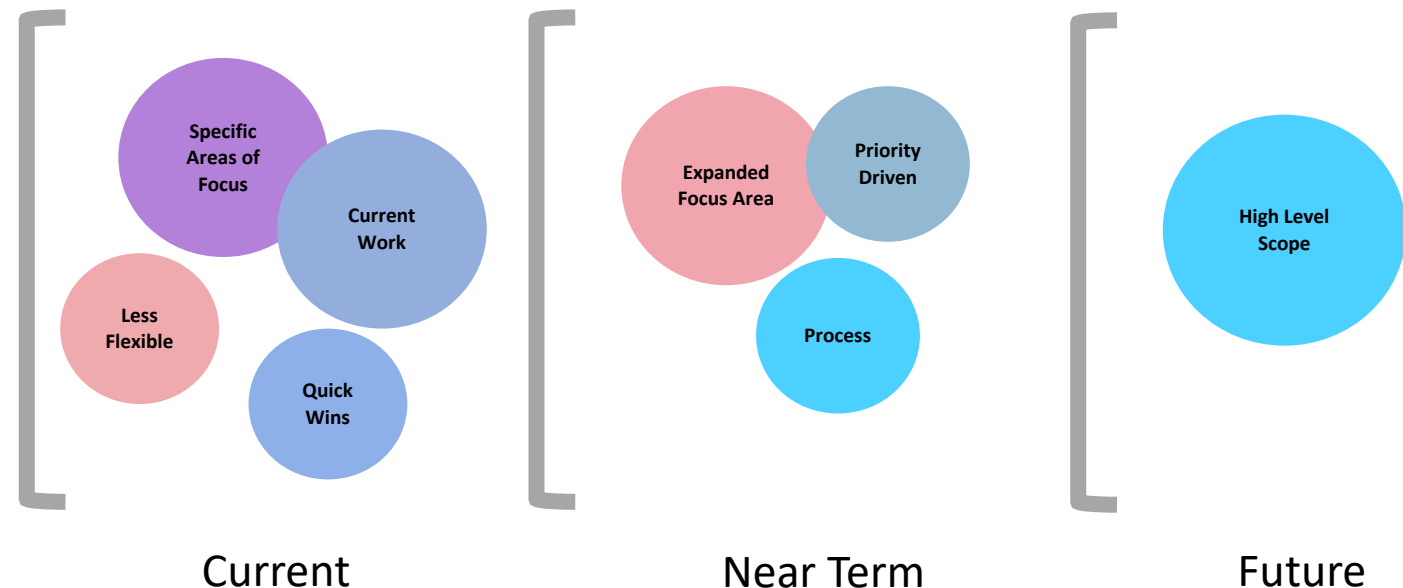 Specific
Areas of
Focus
Current
Work
Less
Flexible
Quick
Wins
Expanded
Focus Area
Priority
Driven
Process
High Level
Scope
Current
Near Term
Future